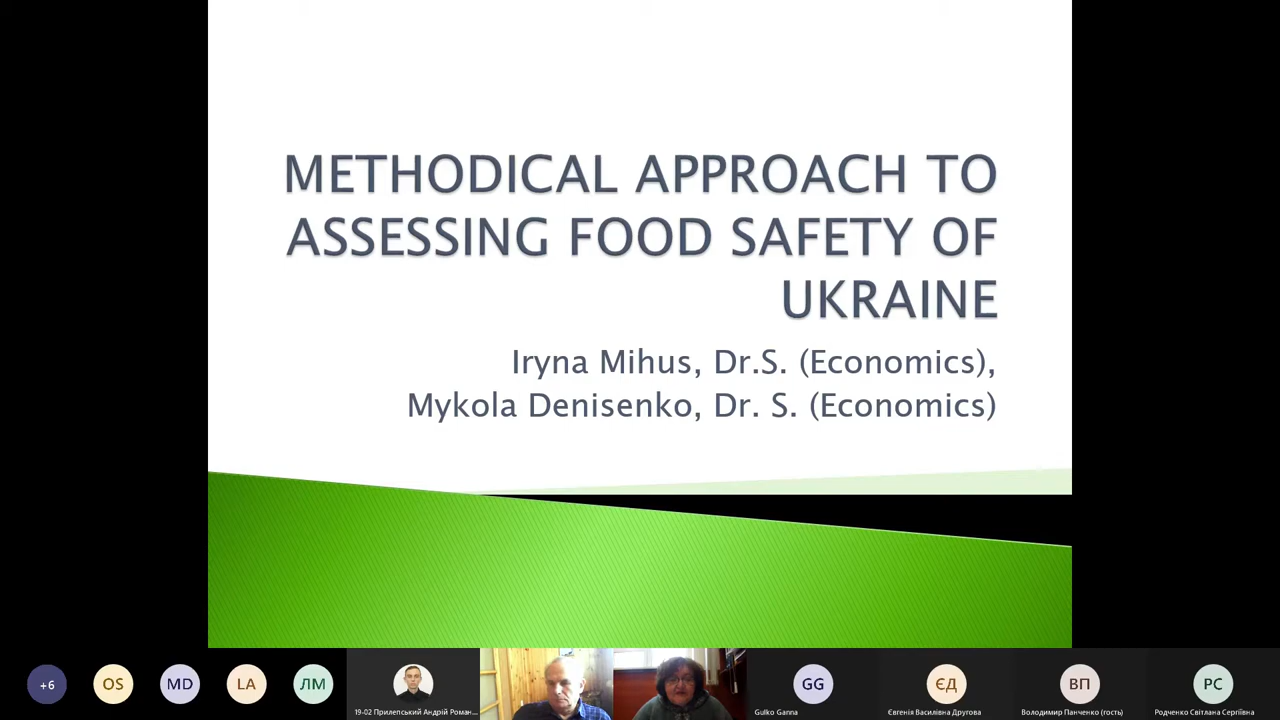 METHODICAL APPROACH TO
ASSESSING FOOD SAFETY OF
UKRAINE
Iryna Mihus, Dr.S. (Economics),
Mykola Denisenko, Dr. S. (Economics)
+6
OS
MD
LA
ЛМ
19-02 Прилепський Андрій Роман...
GG
Gulko Ganna
ЄД
Євгенія Василівна Другова
ВП
Володимир Панченко (гость)
РС
Родченко Світлана Сергіївна